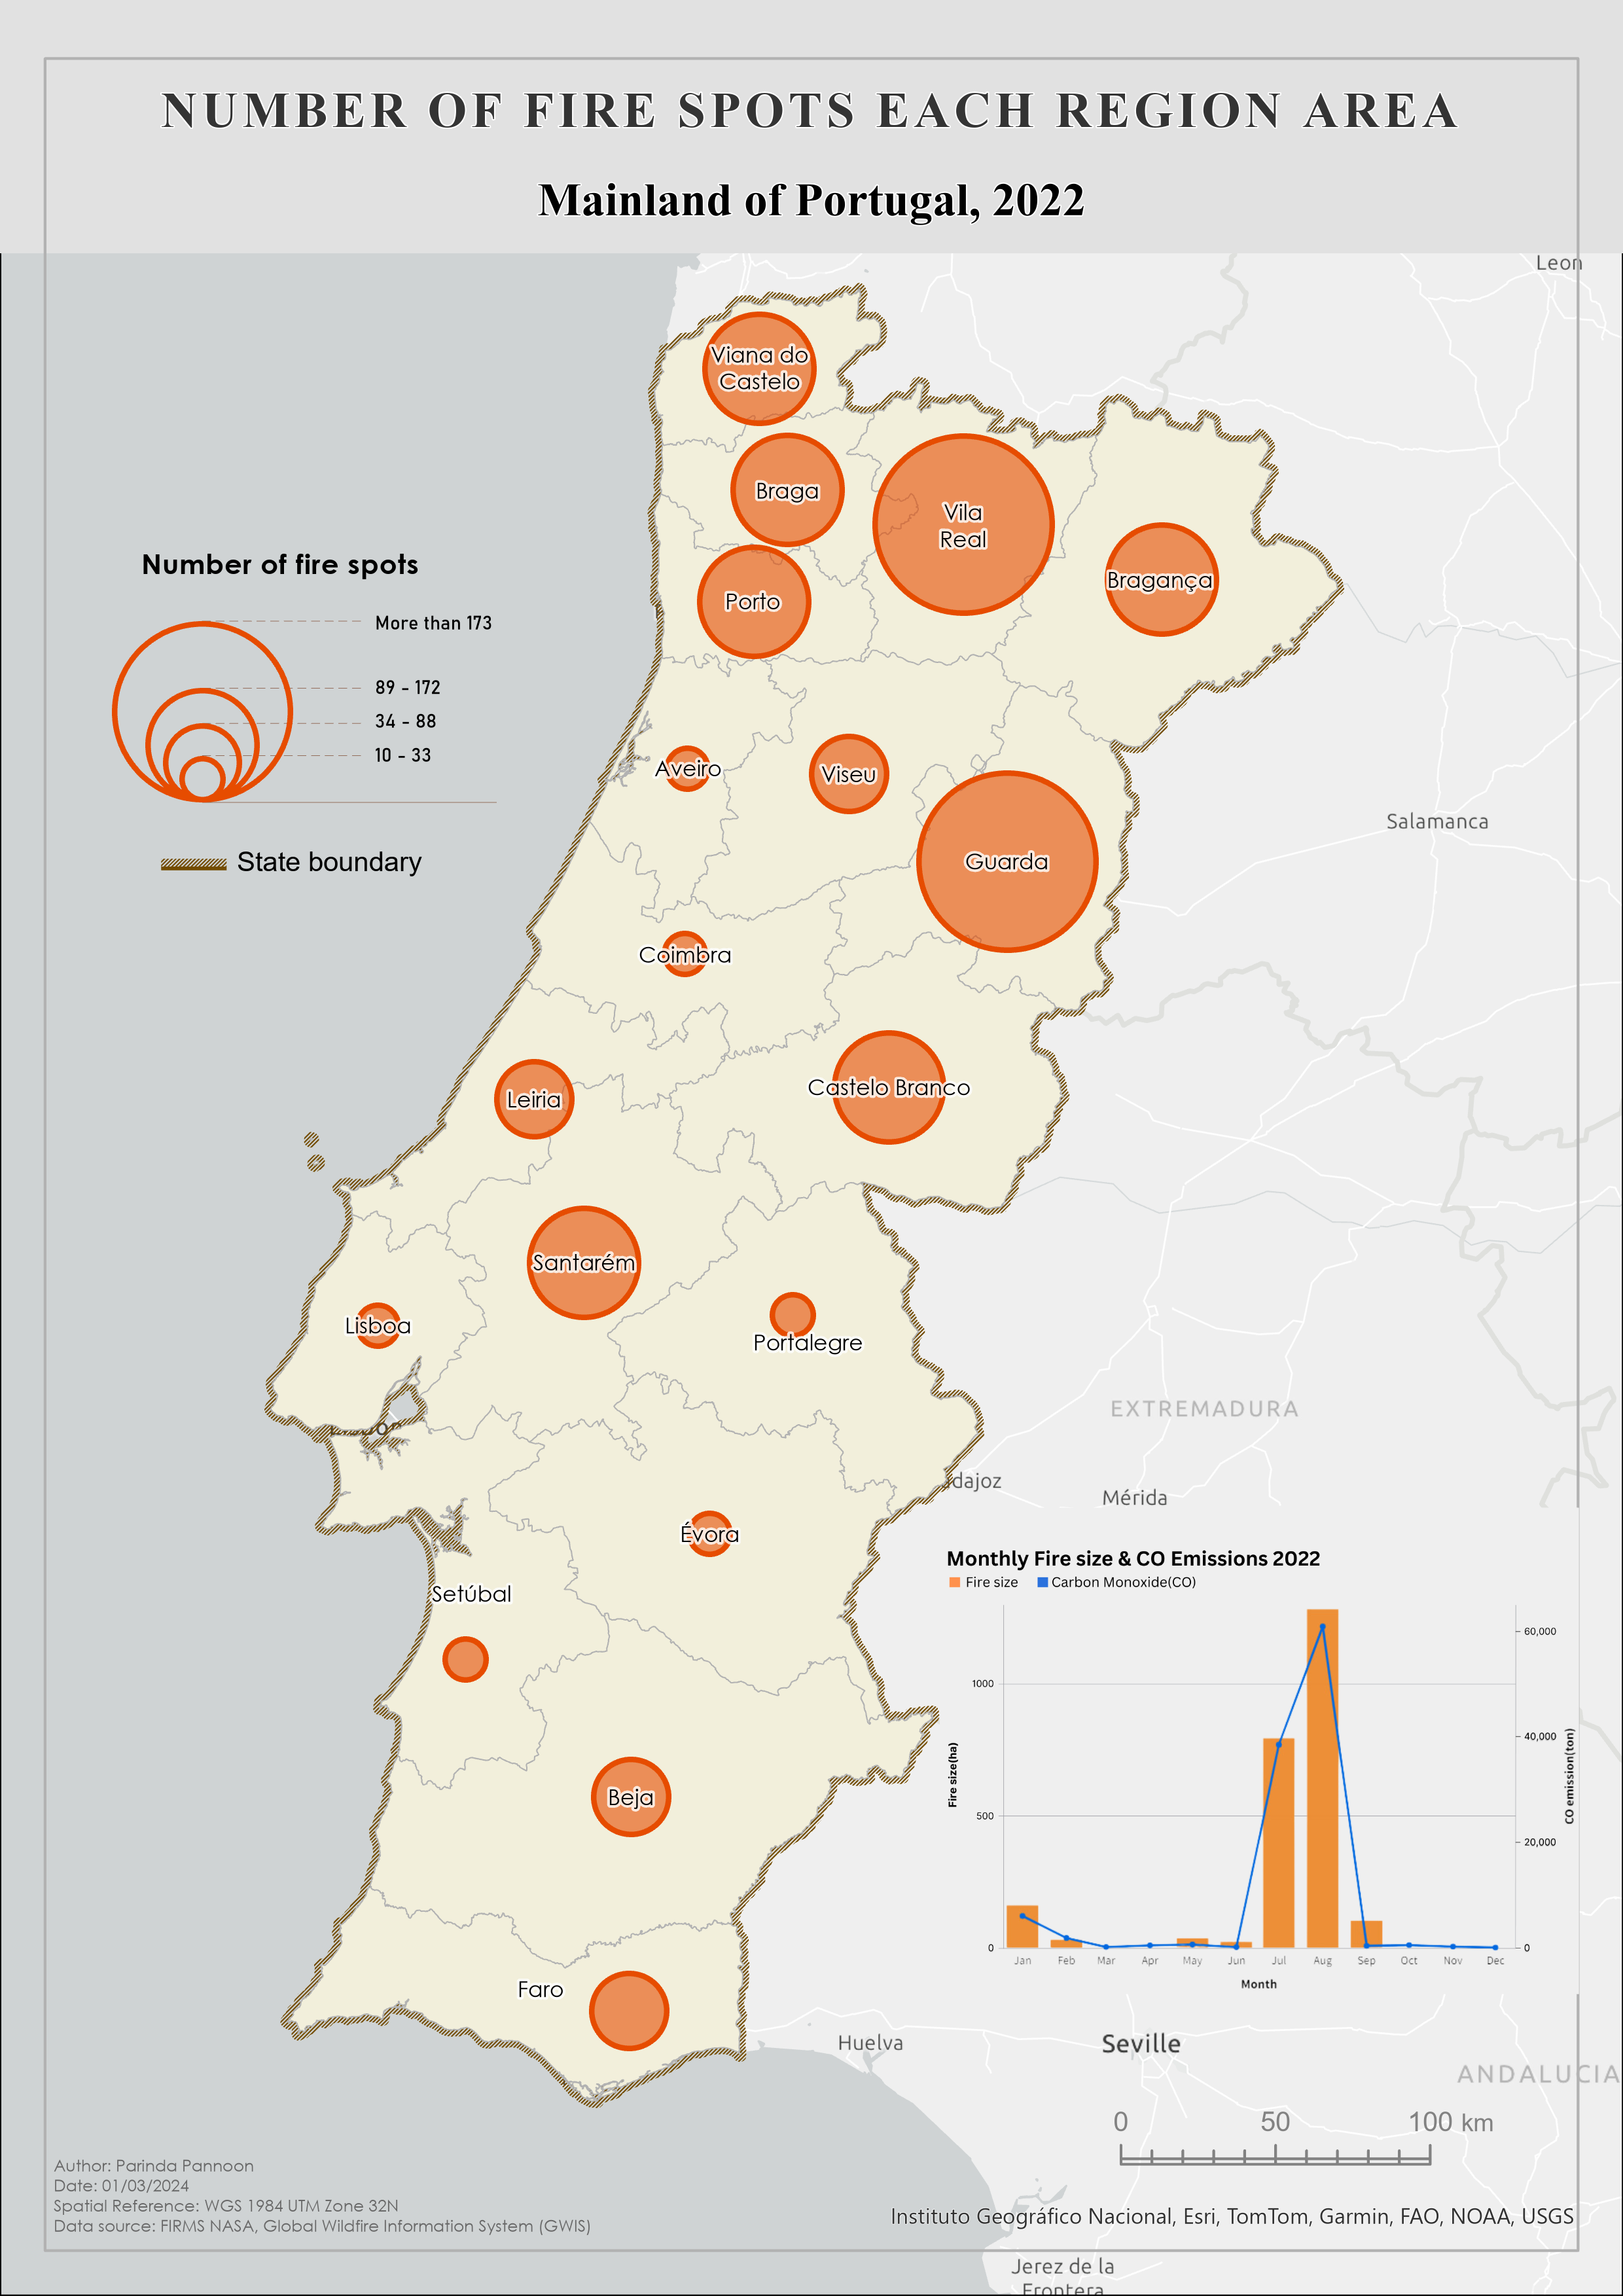 NUMBER OF FIRE SPOTS EACH REGION AREA
Mainland of Portugal, 2022
Leon
Viana do
Castelo
Braga
Vila
Real
Bragança
Porto
Number of fire spots
More than 173
89 - 172
34 - 88
10 - 33
State boundary
Aveiro
Viseu
Guarda
Salamanca
Coimbra
Castelo Branco
Leiria
Santarém
Lisboa
Portalegre
EXTREMADURA
dajoz
Mérida
Évora
Setúbal
Beja
Faro
Monthly Fire size & CO Emissions 2022
Fire size
Carbon Monoxide(CO)
60,000
1000
40,000
Fire size(ha)
CO emission(ton)
500
20,000
0
0
Jan Feb Mar Apr May Jun Jul Aug Sep Oct Nov Dec
Month
Huelva
Seville
ANDALUCIA
0 50 100 km
Author: Parinda Pannoon
Date: 01/03/2024
Spatial Reference: WGS 1984 UTM Zone 32N
Data source: FIRMS NASA, Global Wildfire Information System (GWIS)
Instituto Geográfico Nacional, Esri, TomTom, Garmin, FAO, NOAA, USGS
Jerez de la
Frontera